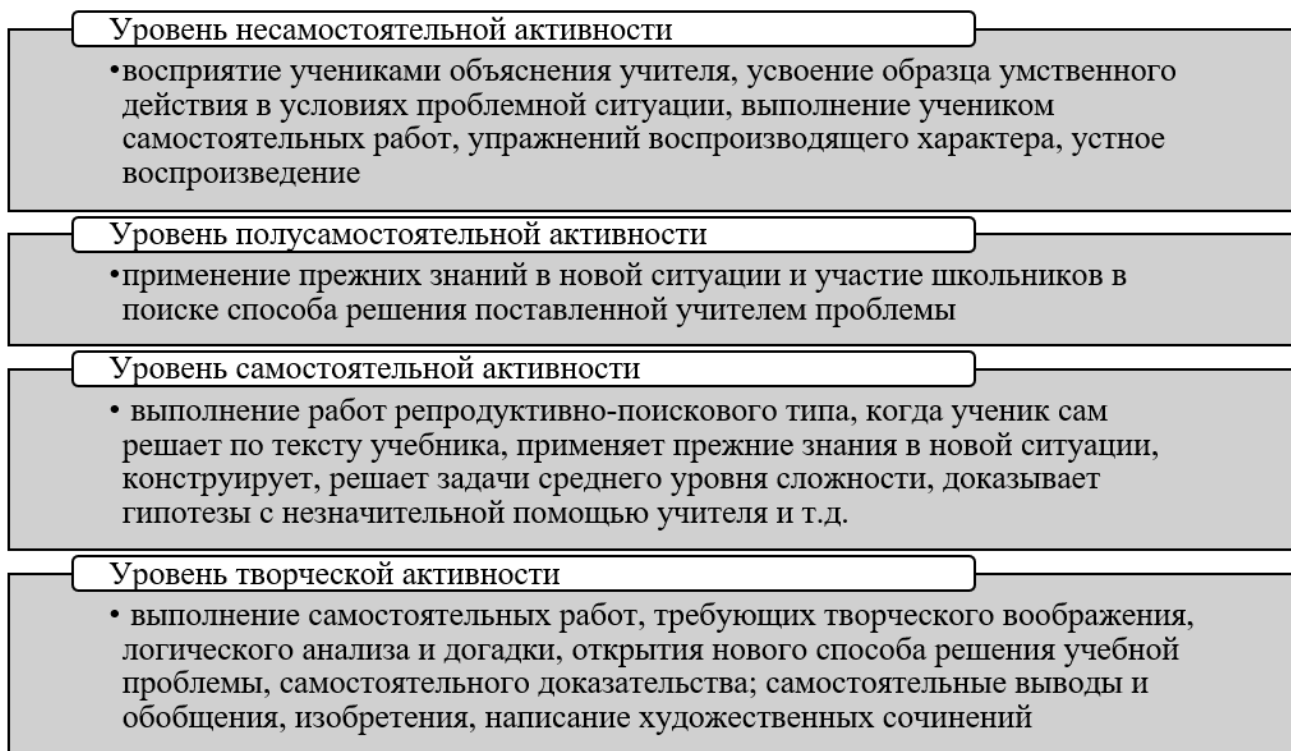 Уровень несамостоятельной активности
•восприятие учениками объяснения учителя, усвоение образца умственного
действия в условиях проблемной ситуации, выполнение учеником
самостоятельных работ, упражнений воспроизводящего характера, устное
воспроизведение
Уровень полусамостоятельной активности
•применение прежних знаний в новой ситуации и участие школьников в
поиске способа решения поставленной учителем проблемы
Уровень самостоятельной активности
• выполнение работ репродуктивно-поискового типа, когда ученик сам
решает по тексту учебника, применяет прежние знания в новой ситуации,
конструирует, решает задачи среднего уровня сложности, доказывает
гипотезы с незначительной помощью учителя и т.д.
Уровень творческой активности
• выполнение самостоятельных работ, требующих творческого воображения,
логического анализа и догадки, открытия нового способа решения учебной
проблемы, самостоятельного доказательства; самостоятельные выводы и
обобщения, изобретения, написание художественных сочинений